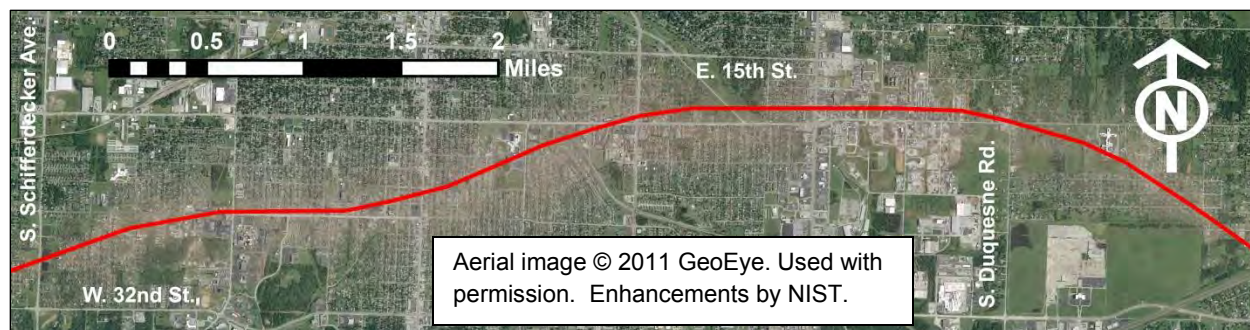 S. Schifferdecker Ave.
0 0.5 1 1.5 2
Miles
E. 15th St.
N
S. Duquesne Rd.
W. 32nd St.,
Aerial image © 2011 GeoEye. Used with
permission. Enhancements by NIST.